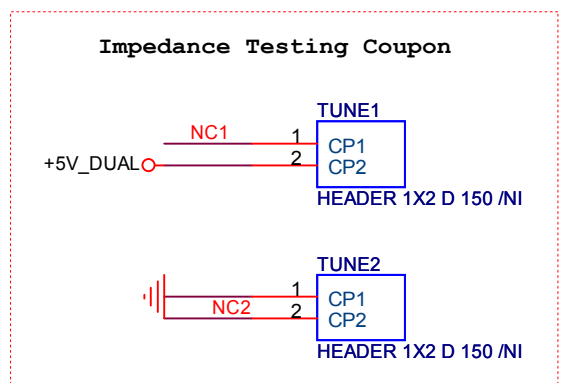 Impedance Testing Coupon
TUNE1
NC1
1
CP1
+5V_DUAL
2
CP2
HEADER 1X2 D 150 /NI
TUNE2
1
CP1
NC2
2
CP2
HEADER 1X2 D 150 /NI